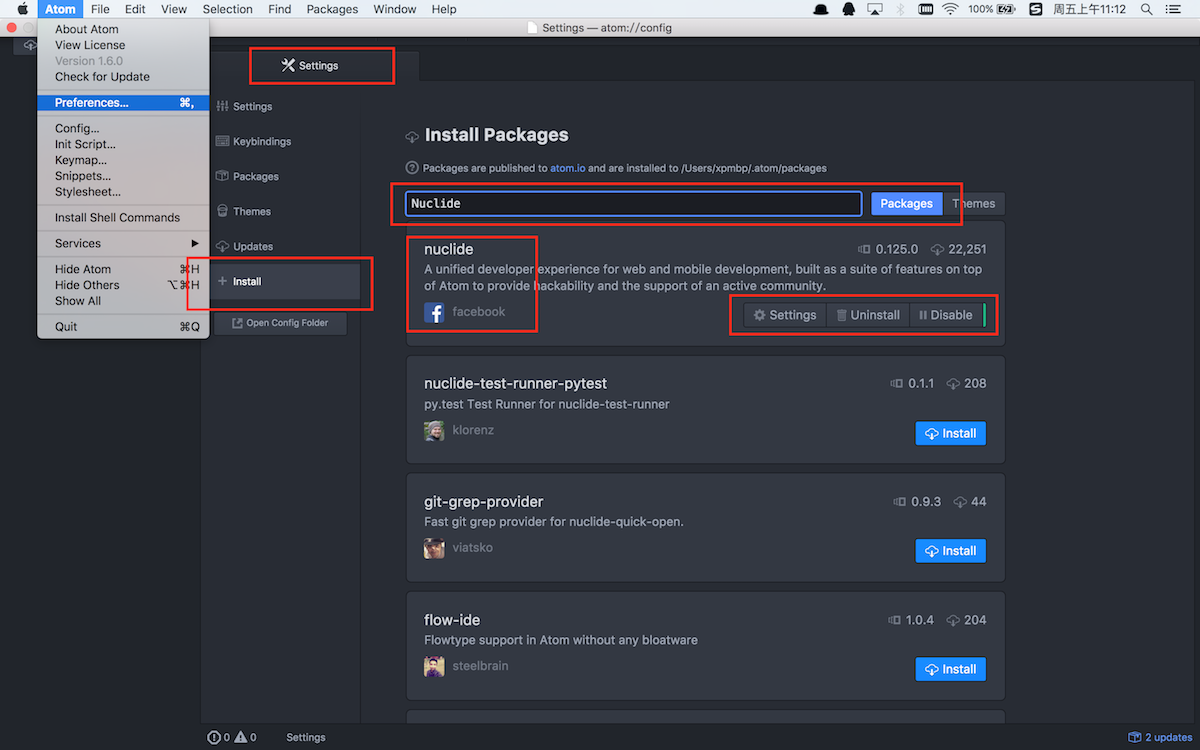 Atom File Edit View Selection Find Packages Window Help 100% 周五上午11:12
Settings — atom://config
About Atom
View License
Version 1.6.0
Check for Update
Preferences... ⌘,
Config...
Init Script...
Keymap...
Snippets...
Stylesheet...
Install Shell Commands
Services ▶
Hide Atom ⌘H
Hide Others ⌥⌘H
Show All
Quit ⌘Q
Settings
Settings
Keybindings
Packages
Themes
Updates
+ Install
Open Config Folder
Install Packages
Packages are published to atom.io and are installed to /Users/xpmbp/.atom/packages
Nuclide Packages Themes
nuclide 0.125.0 22,251
A unified developer experience for web and mobile development, built as a suite of features on top
of Atom to provide hackability and the support of an active community.
facebook Settings Uninstall Disable
nuclide-test-runner-pytest 0.1.1 208
py.test Test Runner for nuclide-test-runner
klorenz Install
git-grep-provider 0.9.3 44
Fast git grep provider for nuclide-quick-open.
viatsko Install
flow-ide 1.0.4 204
Flowtype support in Atom without any bloatware
steelbrain Install
0 0 Settings 2 updates